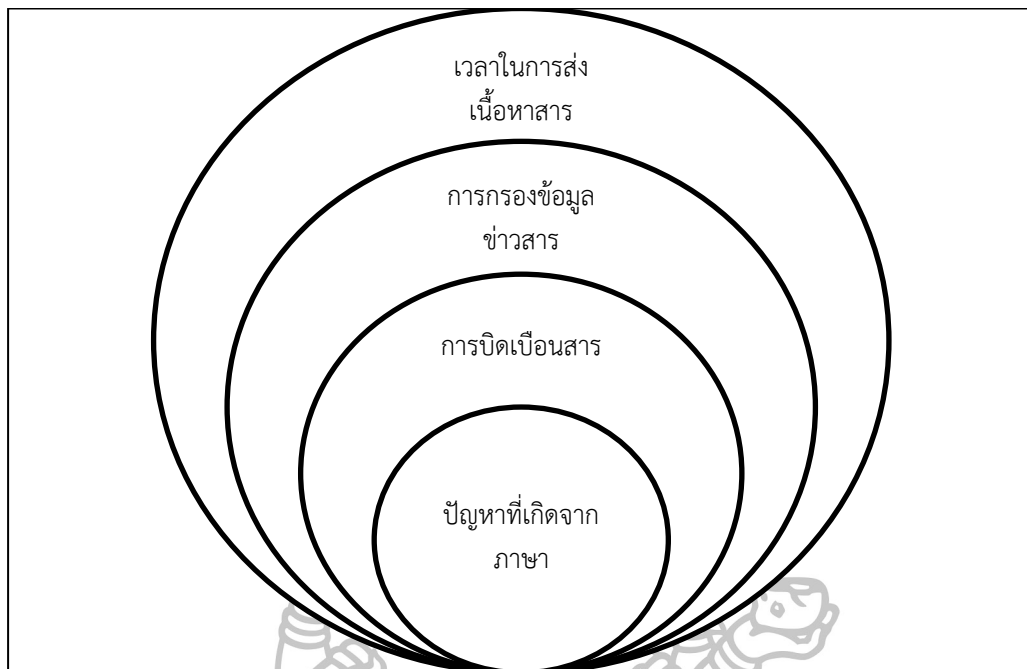 เวลาในการส่ง
เนื้อหาสาร
การกรองข้อมูล
ข่าวสาร
การบิดเบือนสาร
ปัญหาที่เกิดจาก
ภาษา